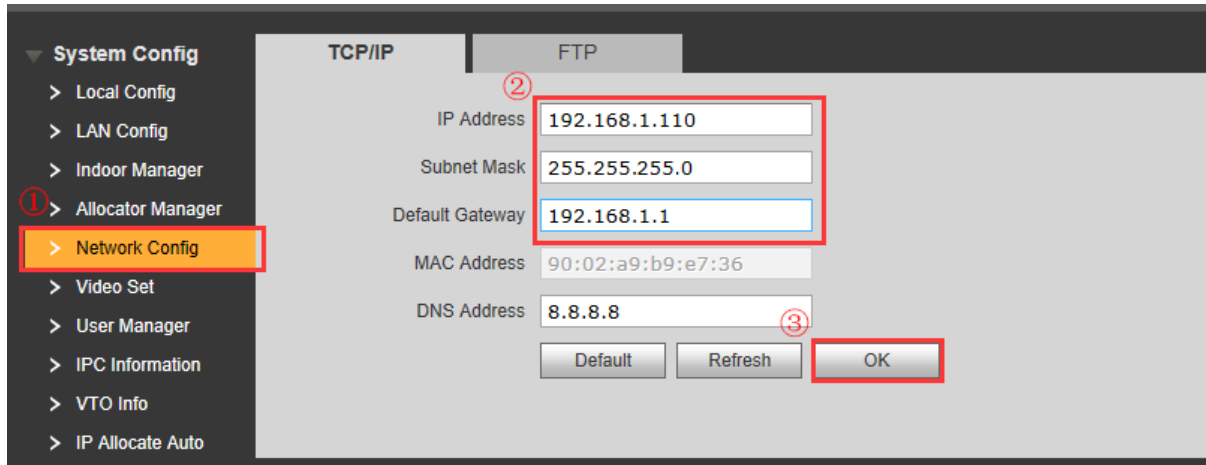 System Config
> Local Config
> LAN Config
> Indoor Manager
① > Allocator Manager
> Network Config
> Video Set
> User Manager
> IPC Information
> VTO Info
> IP Allocate Auto
TCP/IP FTP
②
IP Address 192.168.1.110
Subnet Mask 255.255.255.0
Default Gateway 192.168.1.1
MAC Address 90:02:a9:b9:e7:36
DNS Address 8.8.8.8
③
Default Refresh OK